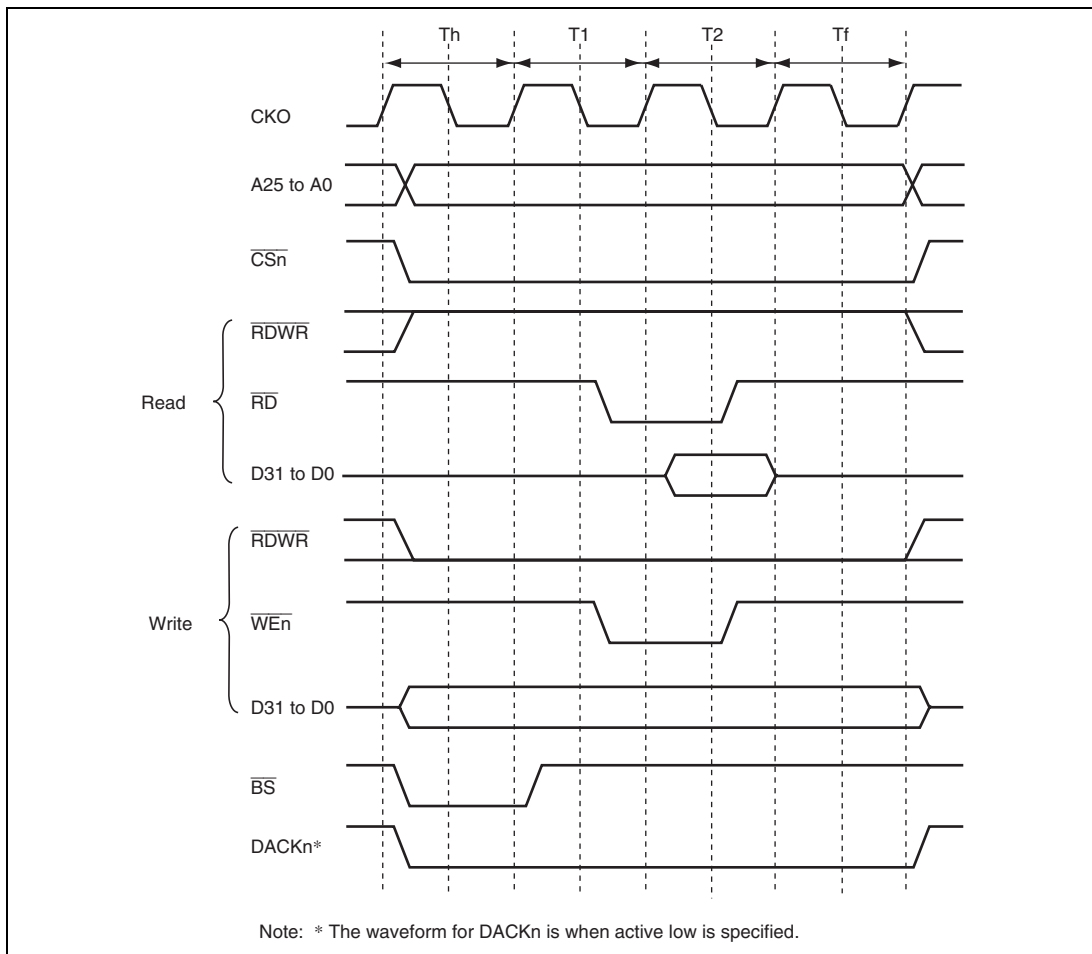 Th T1 T2 Tf
CKO
A25 to A0
CSn
RDWR
Read
RD
D31 to D0
RDWR
Write
WEn
D31 to D0
BS
DACKn*
Note: * The waveform for DACKn is when active low is specified.